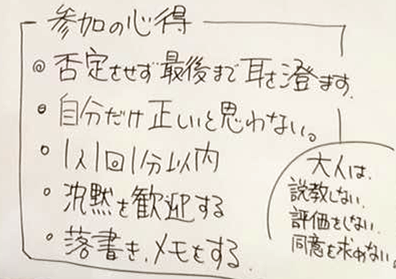 参加の心得
◎ 否定をせず最後まで耳を澄ます.
• 自分だけ正しいと思わない。
• 1人1回1分以内
• 沈黙を歓迎する
• 落書き、メモをする
大人は、
説教しない.
評価をしない.
同意を求めない。